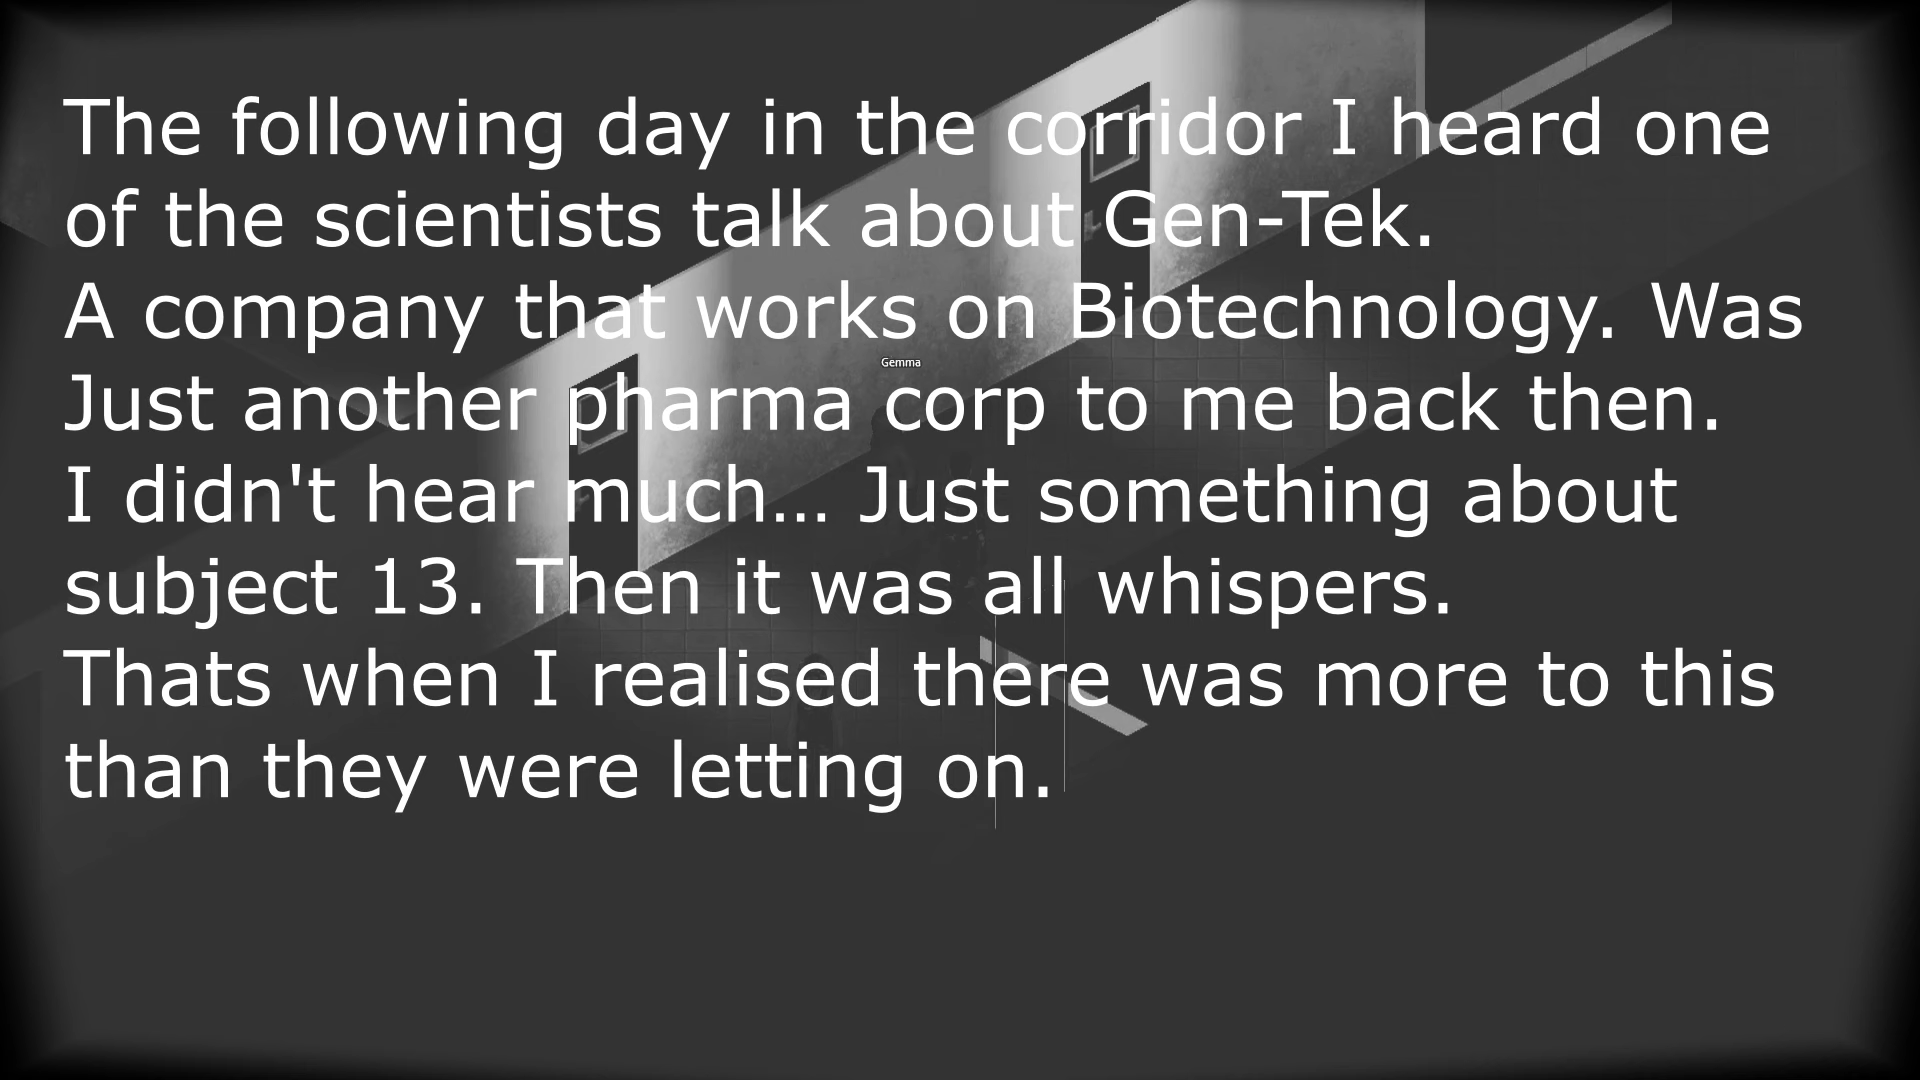 The following day in the corridor I heard one
of the scientists talk about Gen-Tek.
A company that works on Biotechnology. Was
Gemma
Just another pharma corp to me back then.
I didn't hear much... Just something about
subject 13. Then it was all whispers.
Thats when I realised there was more to this
than they were letting on.